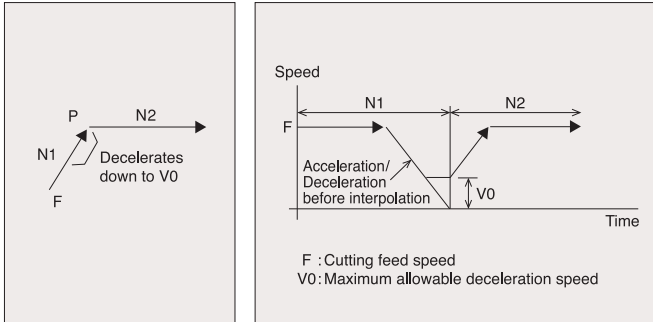 P
N2
N1
Decelerates
down to V0
F
Speed
N1
N2
F
Acceleration/
Deceleration
before interpolation
V0
Time
F :Cutting feed speed
V0:Maximum allowable deceleration speed